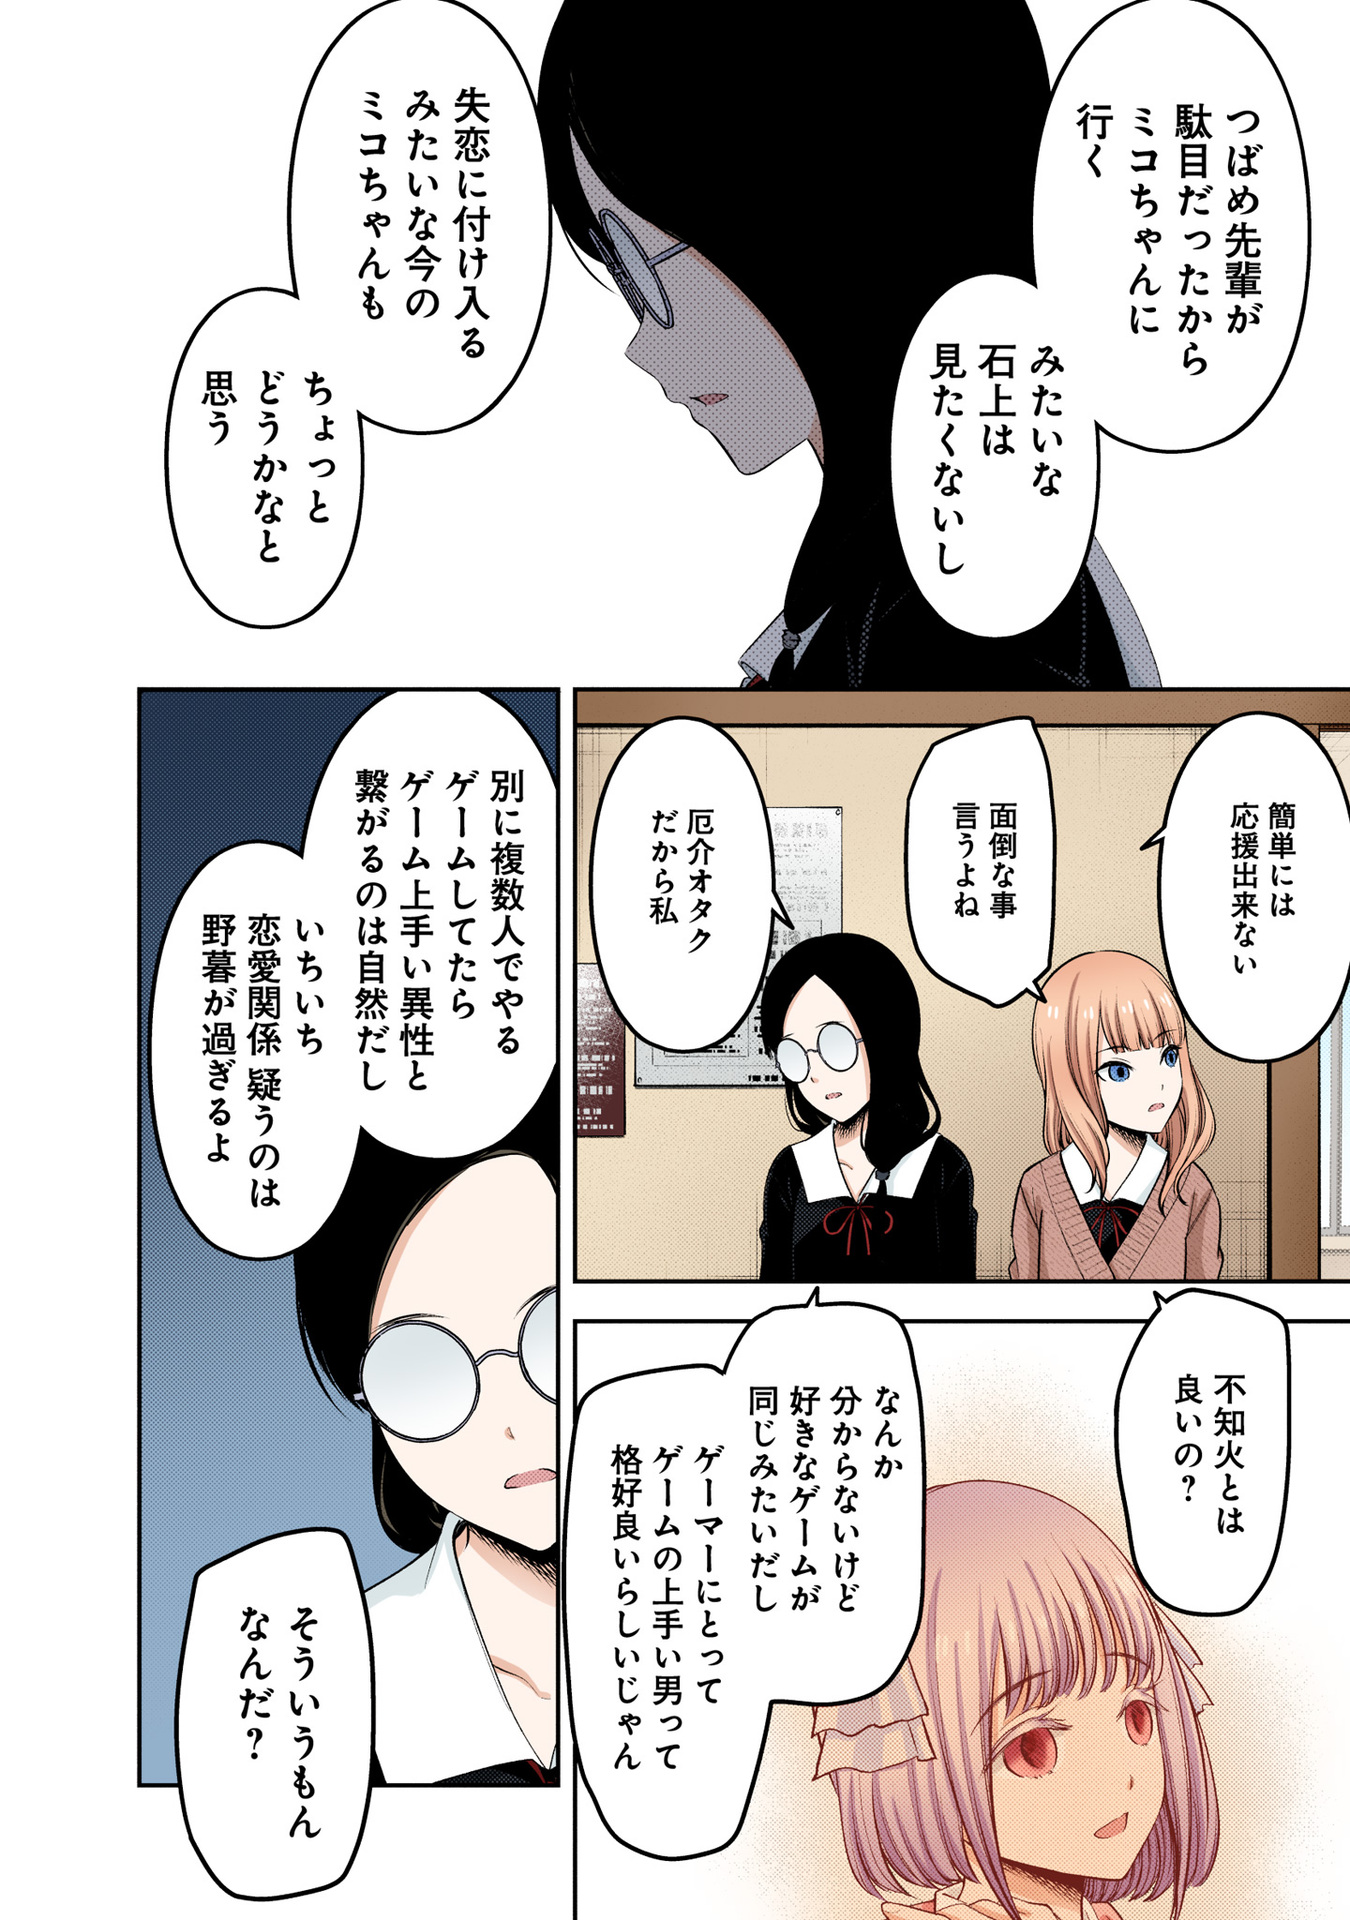 つばめ先輩が
駄目だったから
ミコちゃんに
行く
みたいな
石上は
見たくないし
失恋に付け入る
みたいな今の
ミコちゃんも
ちょっと
どうかなと
思う
簡単には
応援出来ない
面倒な事
言うよね
厄介オタク
だから私
不知火とは
良いの？
なんか
分からないけど
好きなゲームが
同じみたいだし
ゲーマーにとって
ゲームの上手い男って
格好良いらしいじゃん
別に複数人でやる
ゲームしてたら
ゲーム上手い異性と
繋がるのは自然だし
いちいち
恋愛関係 疑うのは
野暮が過ぎるよ
そういうもん
なんだ？